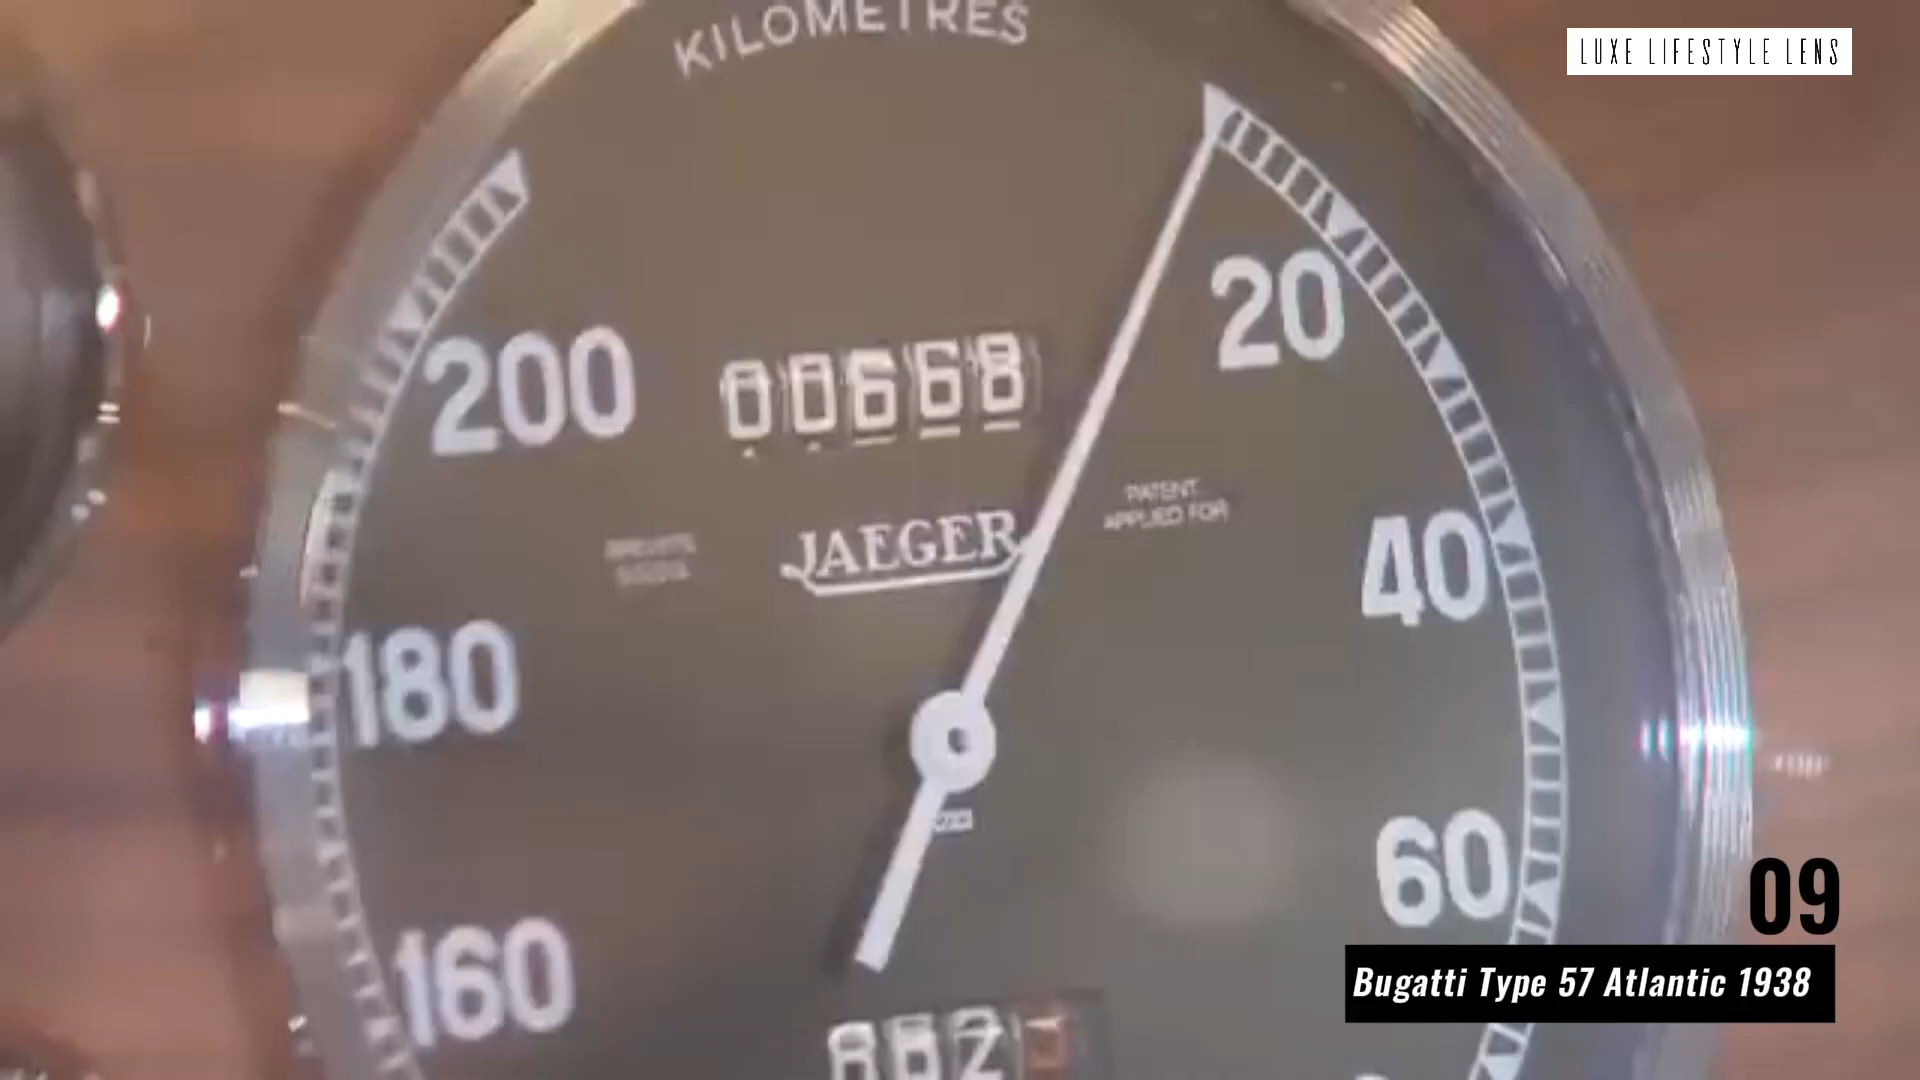 KILOMETRES
LUXE LIFESTYLE LENS
20
200
00668
PATENT
APPLIED FOR
JAEGER
40
180
60
160
09
Bugatti Type 57 Atlantic 1938
662